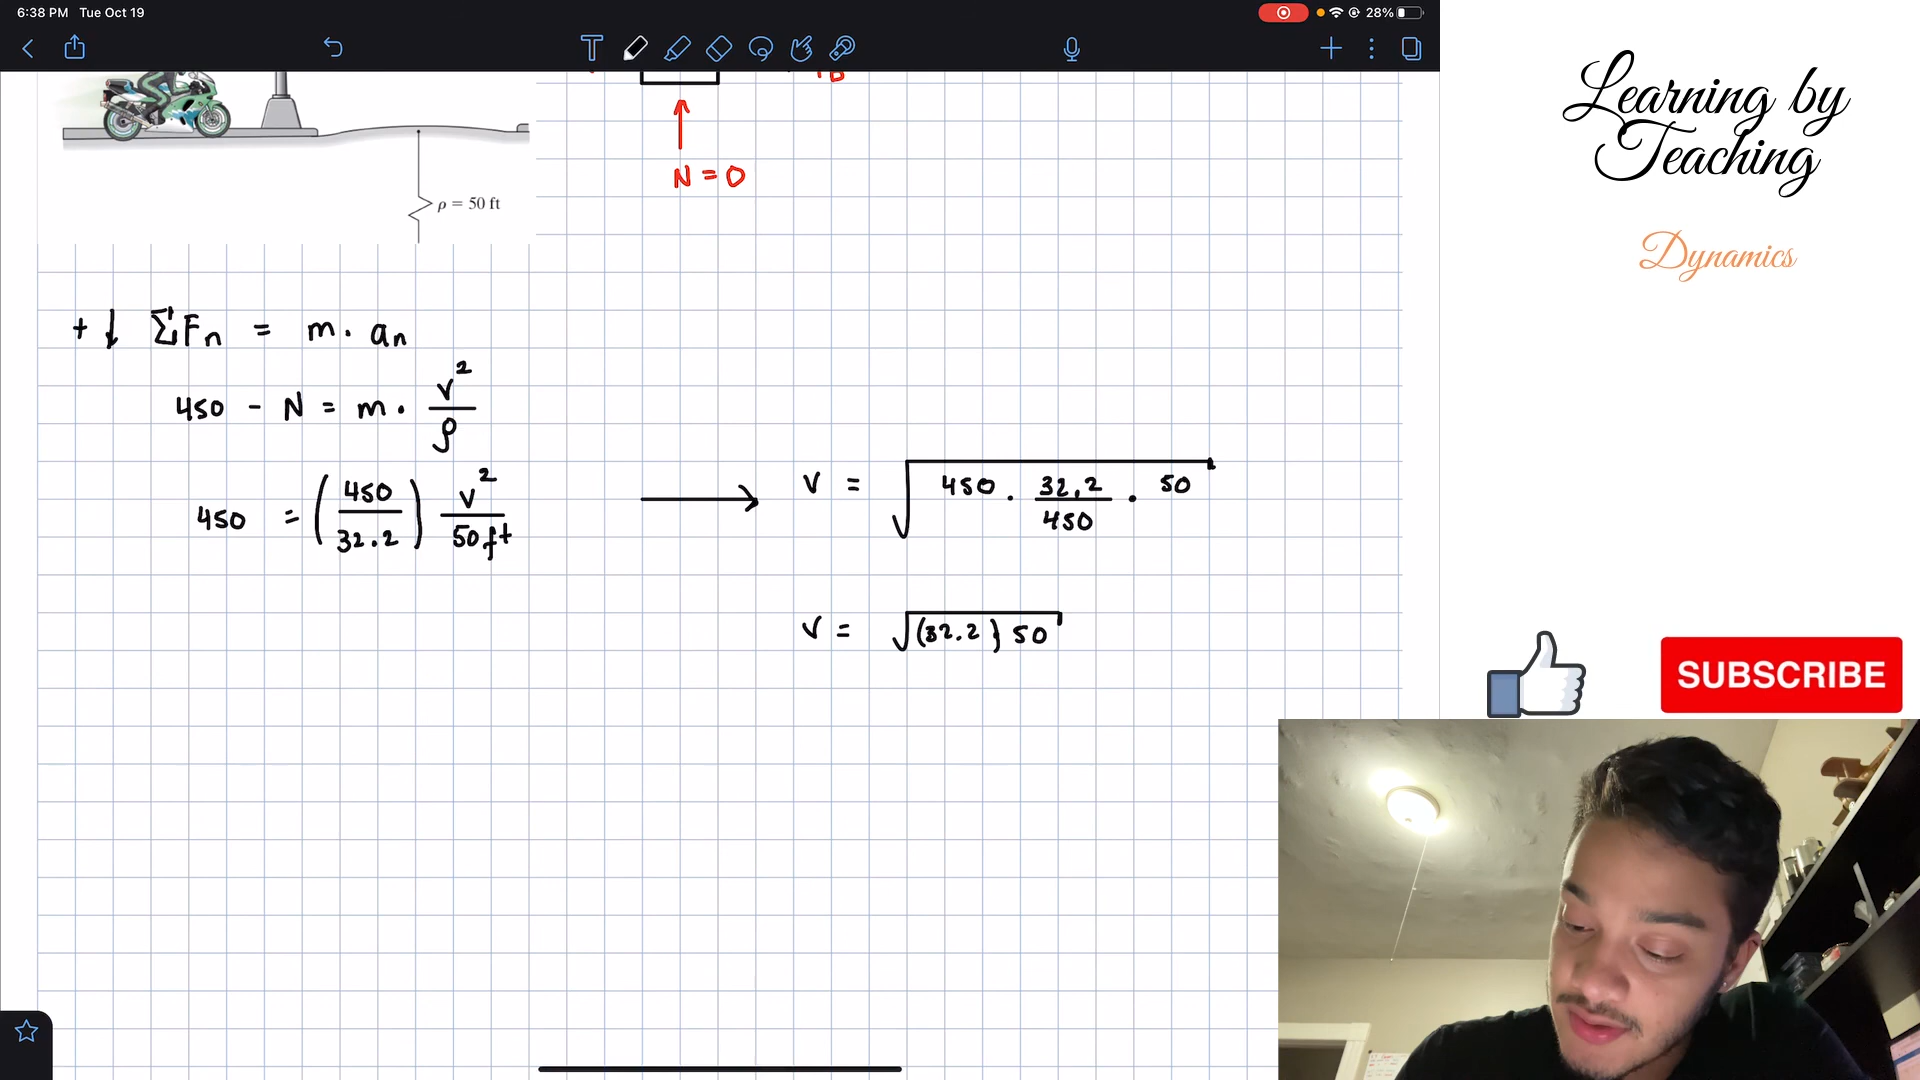 6:38 PM Tue Oct 19
28%
N = 0
ρ = 50 ft
+ ↓ ΣFn = m · an
450 - N = m · v²/ρ
450 = (450/32.2) v²/50ft
→ v = √(450 · 32.2/450 · 50)
v = √((32.2) 50)
Learning by
Teaching
Dynamics
SUBSCRIBE